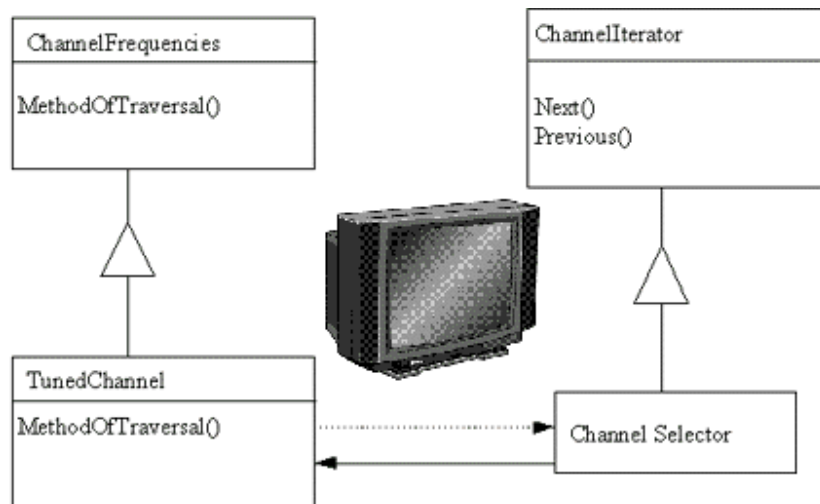 ChannelFrequencies
MethodOfTraversal()
ChannelIterator
Next()
Previous()
TunedChannel
MethodOfTraversal()
Channel Selector